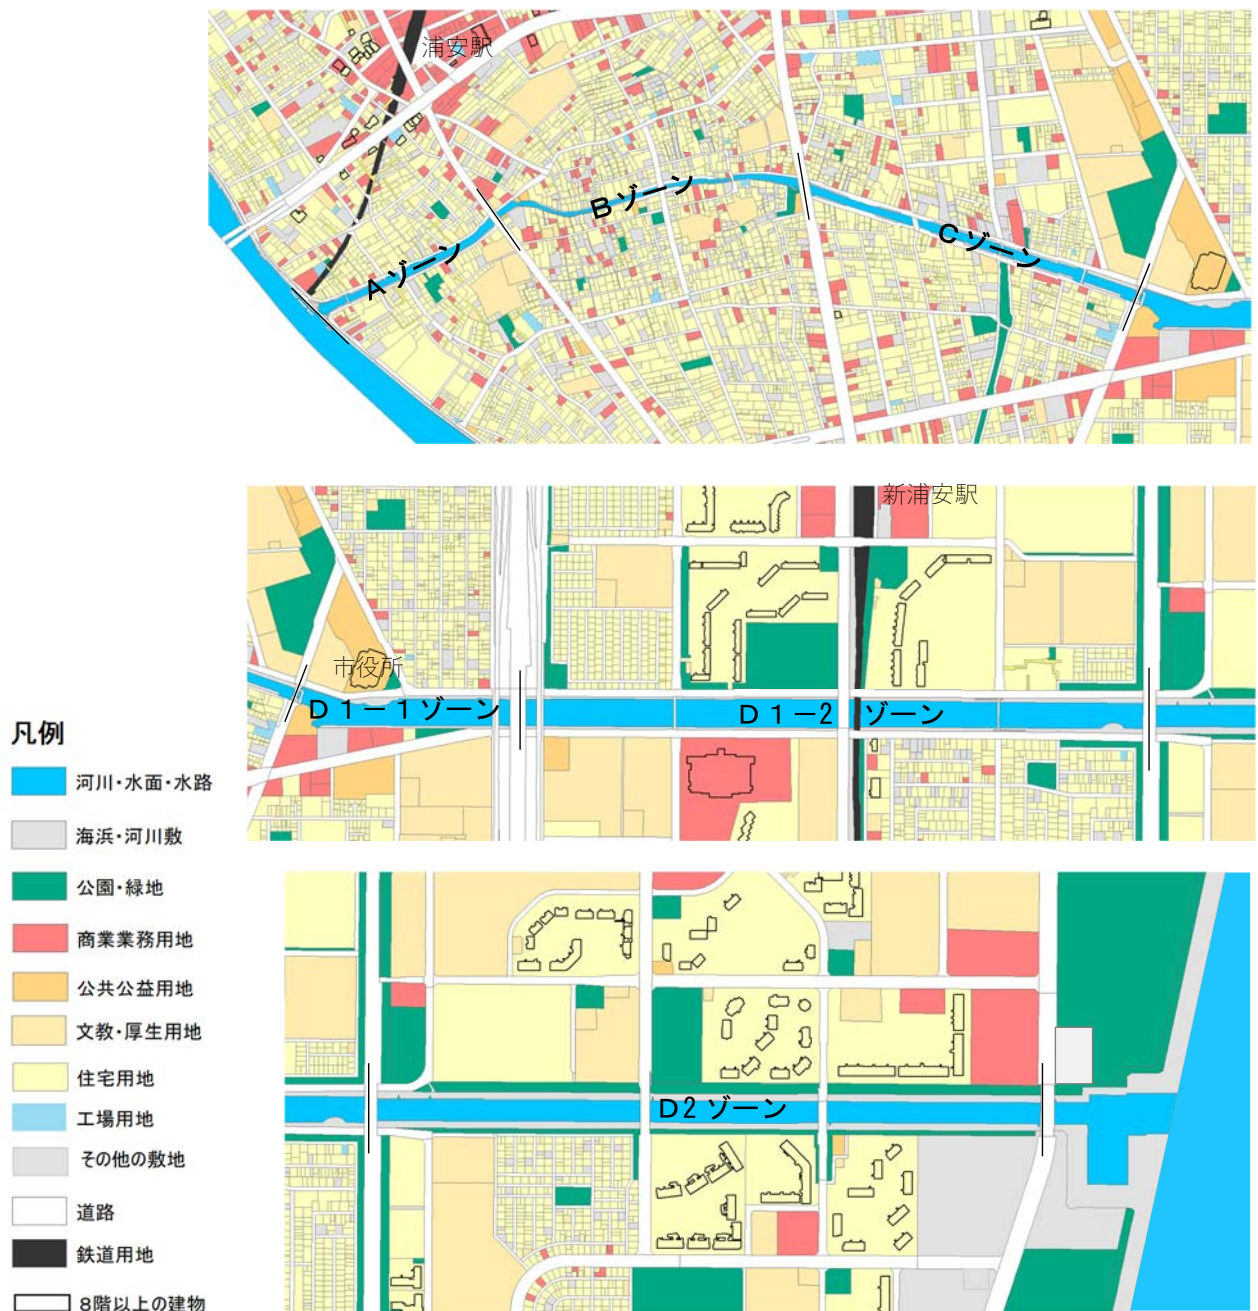 浦安駅
Aゾーン
Bゾーン
Cゾーン
新浦安駅
市役所
D1－1ゾーン
D1－2 ゾーン
D2 ゾーン
凡例
河川・水面・水路
海浜・河川敷
公園・緑地
商業業務用地
公共公益用地
文教・厚生用地
住宅用地
工場用地
その他の敷地
道路
鉄道用地
8階以上の建物